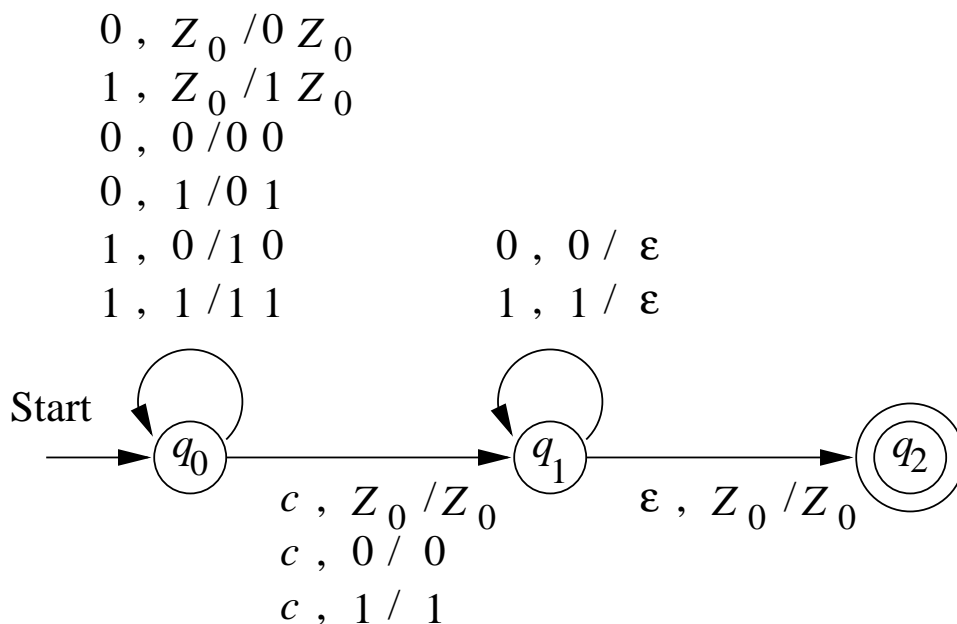 0 , Z0 /0 Z0
1 , Z0 /1 Z0
0 , 0 /0 0
0 , 1 /0 1
1 , 0 /1 0
1 , 1 /1 1
0 , 0 / ε
1 , 1 / ε
Start
q0
q1
q2
c , Z0 /Z0
c , 0 / 0
c , 1 / 1
ε , Z0 /Z0